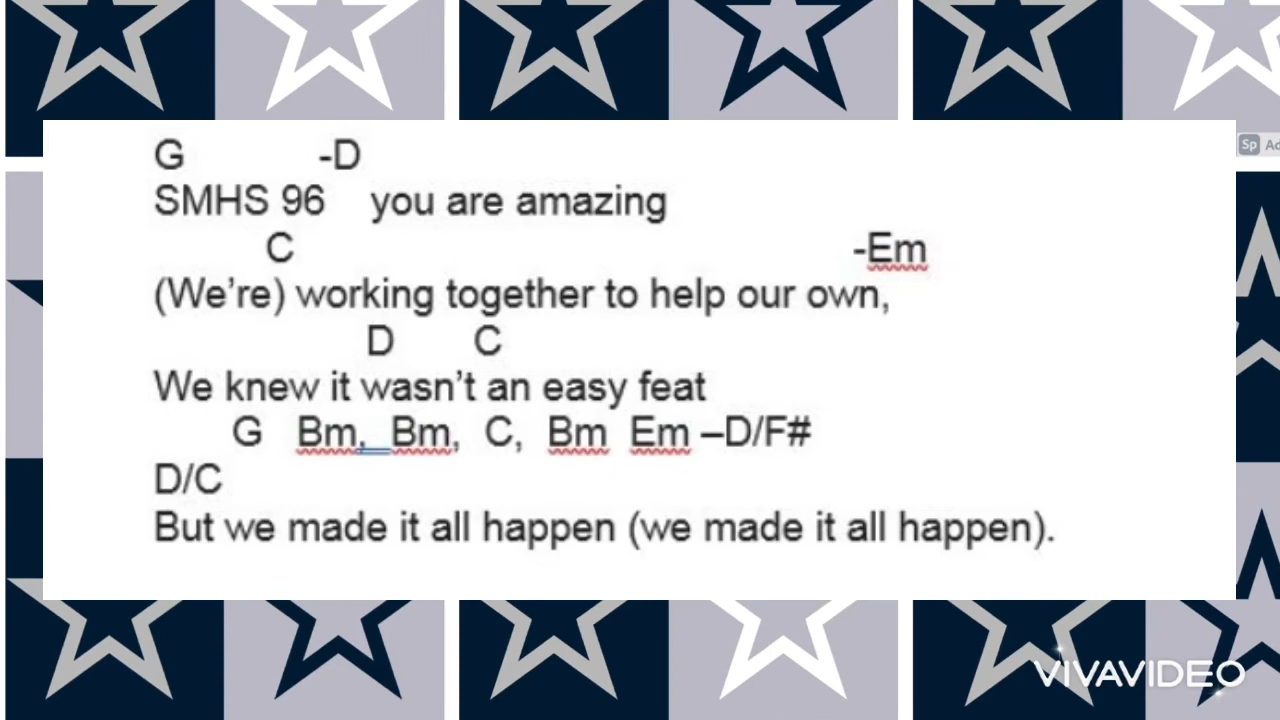 G -D
SMHS 96 you are amazing
C -Em
(We're) working together to help our own,
D C
We knew it wasn't an easy feat
G Bm, Bm, C, Bm Em –D/F#
D/C
But we made it all happen (we made it all happen).
Sp
VIVAVIDEO